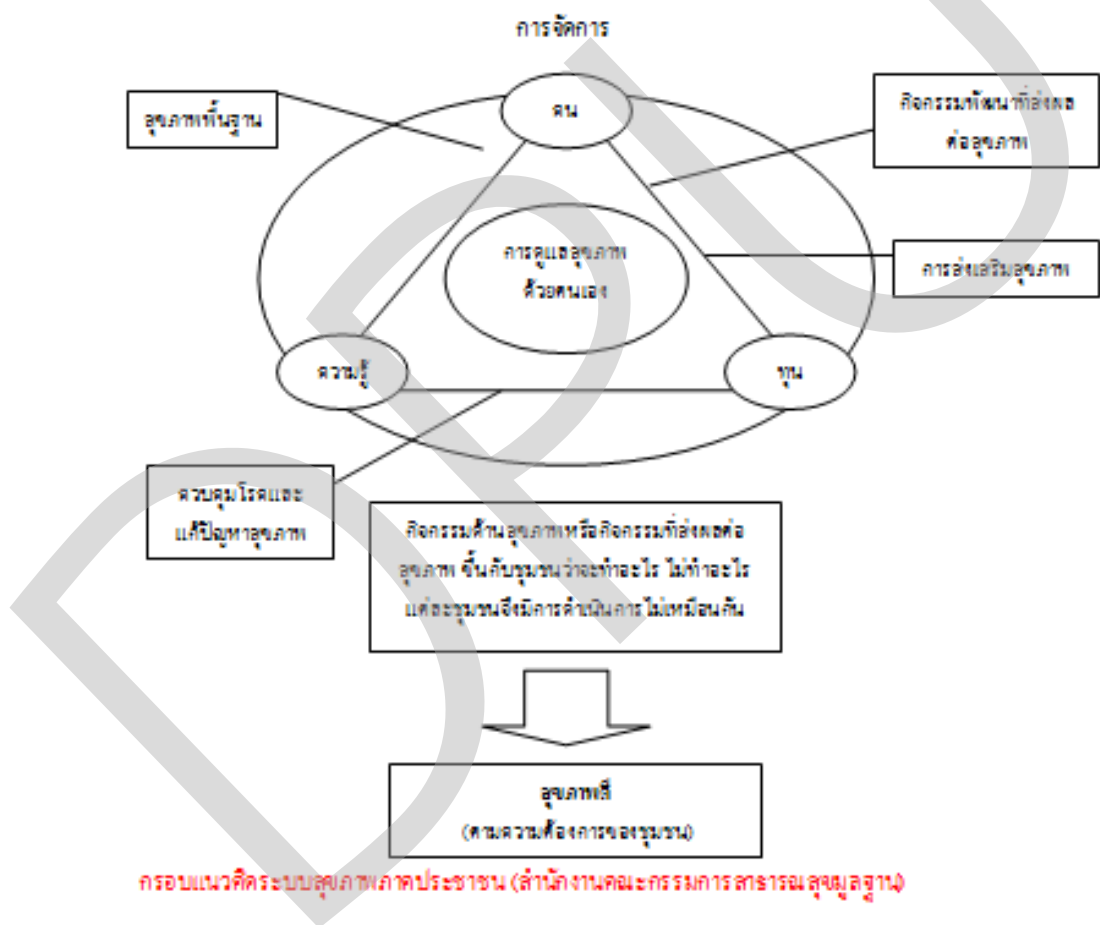 การจัดการ
สุขภาพพื้นฐาน
คน
กิจกรรมพัฒนาที่ส่งผล
ต่อสุขภาพ
การดูแลสุขภาพ
ด้วยตนเอง
การส่งเสริมสุขภาพ
ความรู้
ทุน
ควบคุมโรคและ
แก้ปัญหาสุขภาพ
กิจกรรมด้านสุขภาพหรือกิจกรรมที่ส่งผลต่อ
สุขภาพ ขึ้นกับชุมชนว่าจะทำอะไร ไม่ทำอะไร
แต่ละชุมชนจึงมีการดำเนินการไม่เหมือนกัน
สุขภาพดี
(ตามความต้องการของชุมชน)
กรอบแนวคิดระบบสุขภาพภาคประชาชน (สำนักงานคณะกรรมการสาธารณสุขมูลฐาน)
DPU